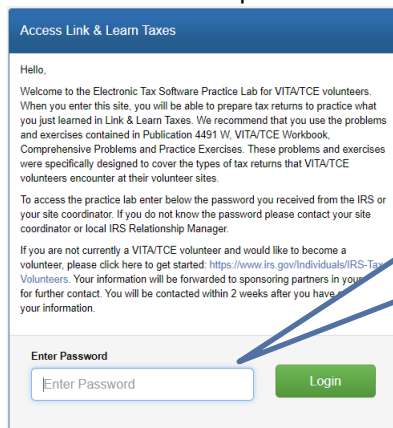 Access Link & Learn Taxes
Hello,
Welcome to the Electronic Tax Software Practice Lab for VITA/TCE volunteers.
When you enter this site, you will be able to prepare tax returns to practice what
you just learned in Link & Learn Taxes. We recommend that you use the problems
and exercises contained in Publication 4491 W, VITA/TCE Workbook,
Comprehensive Problems and Practice Exercises. These problems and exercises
were specifically designed to cover the types of tax returns that VITA/TCE
volunteers encounter at their volunteer sites.
To access the practice lab enter below the password you received from the IRS or
your site coordinator. If you do not know the password please contact your site
coordinator or local IRS Relationship Manager.
If you are not currently a VITA/TCE volunteer and would like to become a
volunteer, please click here to get started: https://www.irs.gov/Individuals/IRS-Tax-
Volunteers. Your information will be forwarded to sponsoring partners in
for further contact. You will be contacted within 2 weeks after you have
your information.
Enter Password
Enter Password
Login